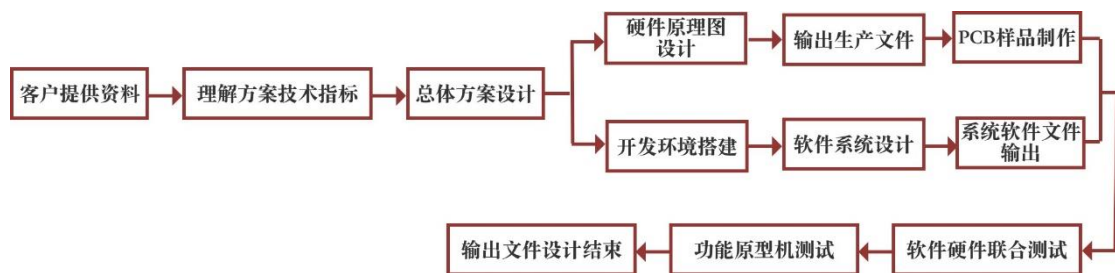 客户提供资料
理解方案技术指标
总体方案设计
硬件原理图
设计
输出生产文件
PCB样品制作
开发环境搭建
软件系统设计
系统软件文件
输出
软件硬件联合测试
功能原型机测试
输出文件设计结束